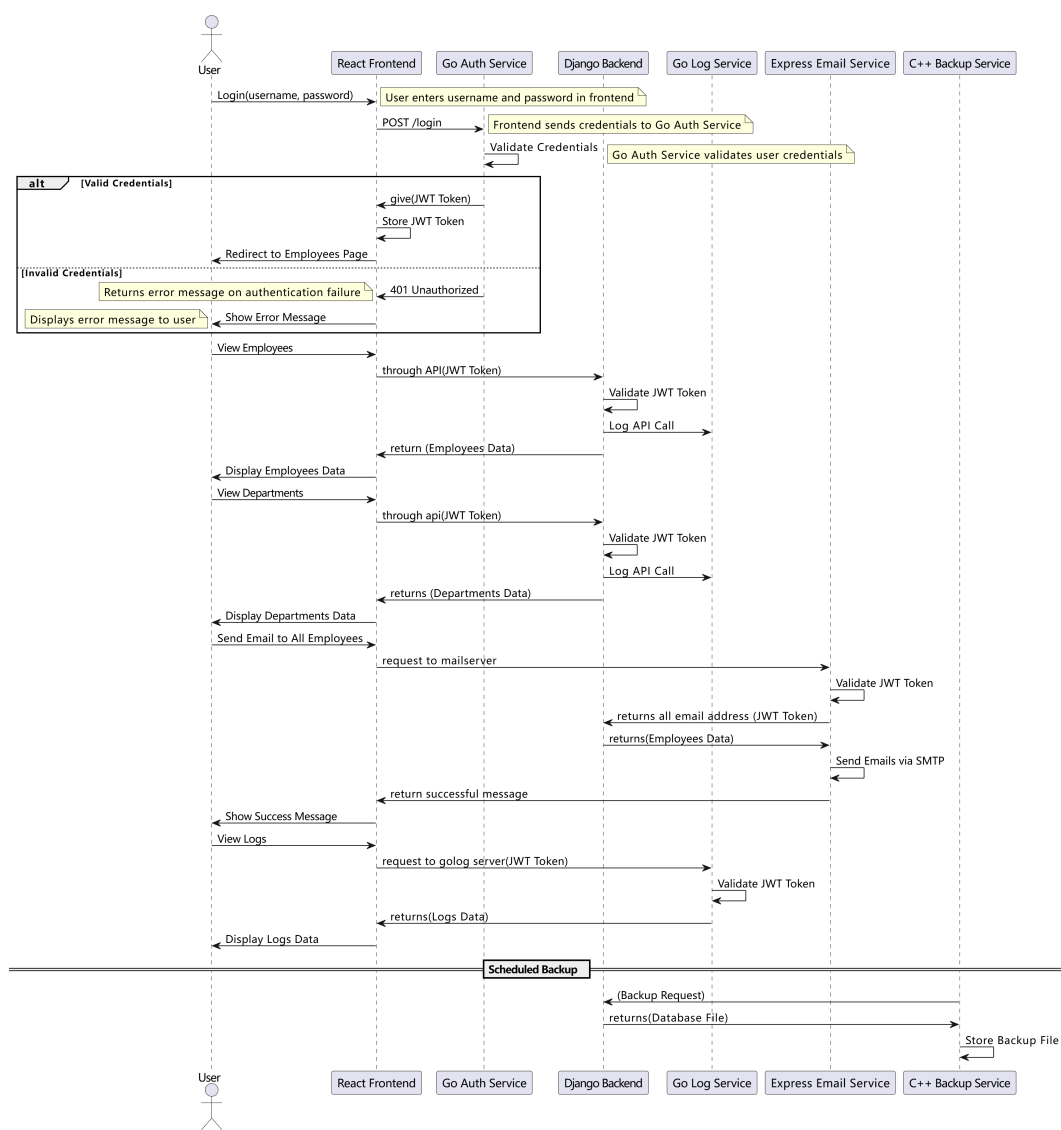 User
React Frontend
Go Auth Service
Django Backend
Go Log Service
Express Email Service
C++ Backup Service
Login(username, password)
User enters username and password in frontend
POST /login
Frontend sends credentials to Go Auth Service
Validate Credentials
Go Auth Service validates user credentials
alt
[Valid Credentials]
give(JWT Token)
Store JWT Token
Redirect to Employees Page
[Invalid Credentials]
Returns error message on authentication failure
401 Unauthorized
Displays error message to user
Show Error Message
View Employees
through API(JWT Token)
Validate JWT Token
Log API Call
return (Employees Data)
Display Employees Data
View Departments
through api(JWT Token)
Validate JWT Token
Log API Call
returns (Departments Data)
Display Departments Data
Send Email to All Employees
request to mailserver
Validate JWT Token
returns all email address (JWT Token)
returns(Employees Data)
Send Emails via SMTP
return successful message
Show Success Message
View Logs
request to golog server(JWT Token)
Validate JWT Token
returns(Logs Data)
Display Logs Data
Scheduled Backup
(Backup Request)
returns(Database File)
Store Backup File
User
React Frontend
Go Auth Service
Django Backend
Go Log Service
Express Email Service
C++ Backup Service